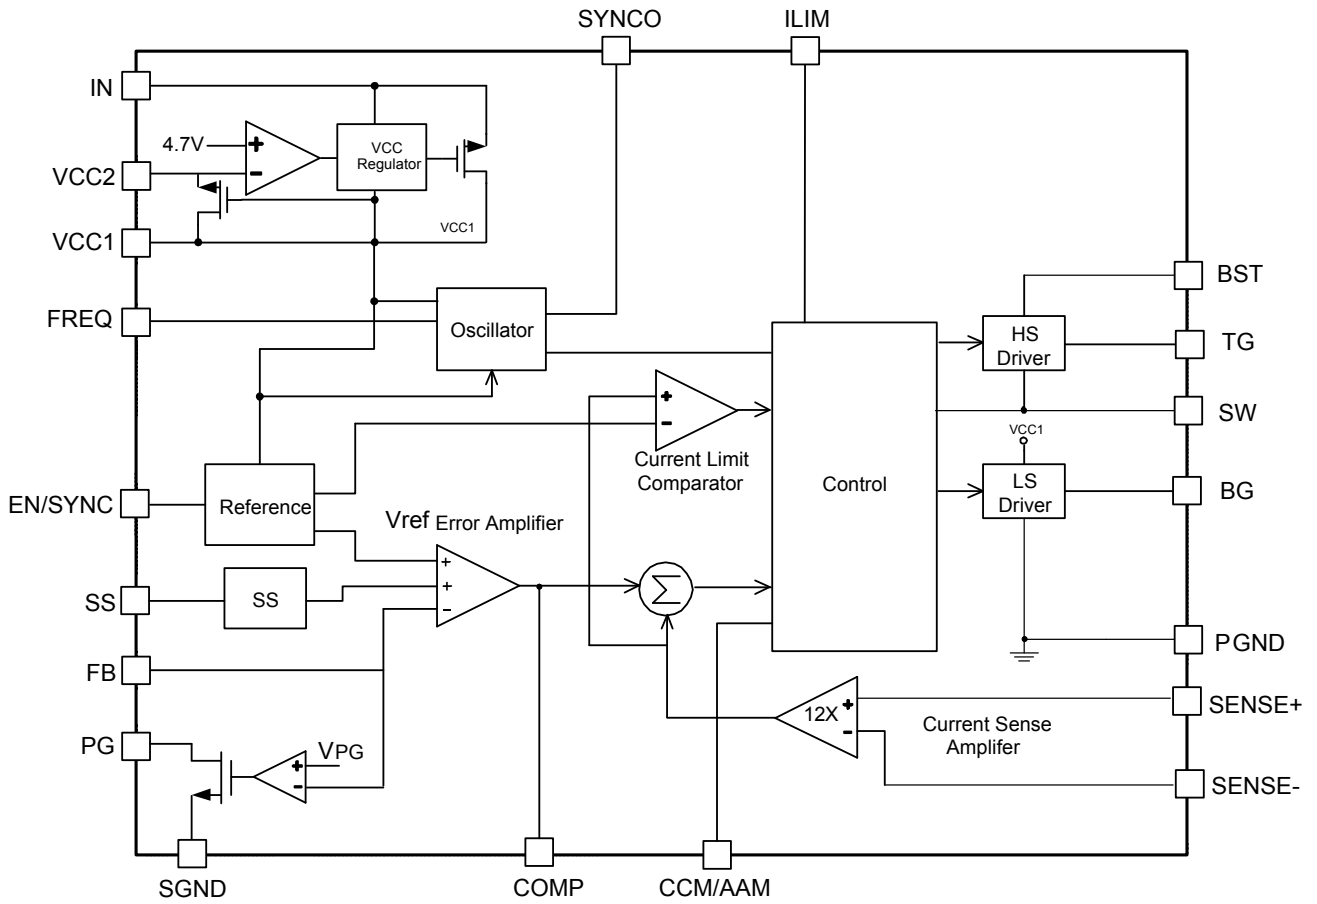 SYNCO
ILIM
IN
4.7V
+
-
VCC
Regulator
VCC2
VCC1
VCC1
BST
FREQ
Oscillator
HS
Driver
TG
+
-
SW
VCC1
Current Limit
Comparator
Control
LS
Driver
BG
EN/SYNC
Reference
Vref Error Amplifier
+
+
-
SS
SS
Σ
PGND
FB
SENSE+
12X
+
-
Current Sense
Amplifer
PG
VPG
+
-
SENSE-
SGND
COMP
CCM/AAM